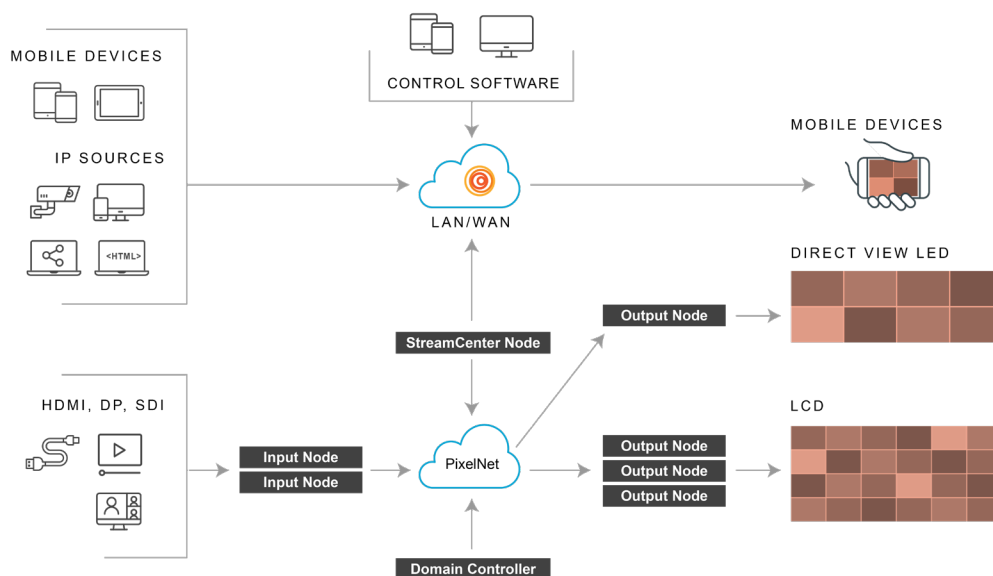 MOBILE DEVICES
IP SOURCES
<HTML>
CONTROL SOFTWARE
LAN/WAN
MOBILE DEVICES
DIRECT VIEW LED
Output Node
StreamCenter Node
HDMI, DP, SDI
Input Node
Input Node
PixelNet
Output Node
Output Node
Output Node
LCD
Domain Controller